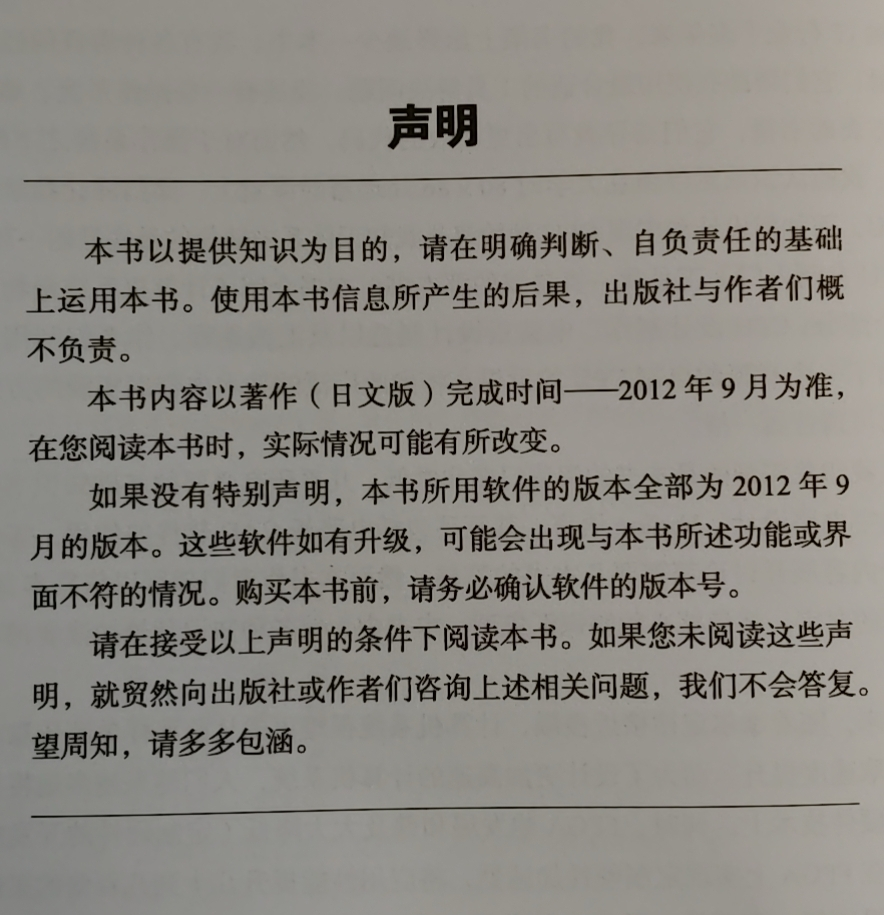 声明
本书以提供知识为目的，请在明确判断、自负责任的基础
上运用本书。使用本书信息所产生的后果，出版社与作者们概
不负责。
本书内容以著作（日文版）完成时间——2012 年 9 月为准，
在您阅读本书时，实际情况可能有所改变。
如果没有特别声明，本书所用软件的版本全部为 2012 年 9
月的版本。这些软件如有升级，可能会出现与本书所述功能或界
面不符的情况。购买本书前，请务必确认软件的版本号。
请在接受以上声明的条件下阅读本书。如果您未阅读这些声
明，就贸然向出版社或作者们咨询上述相关问题，我们不会答复。
望周知，请多多包涵。